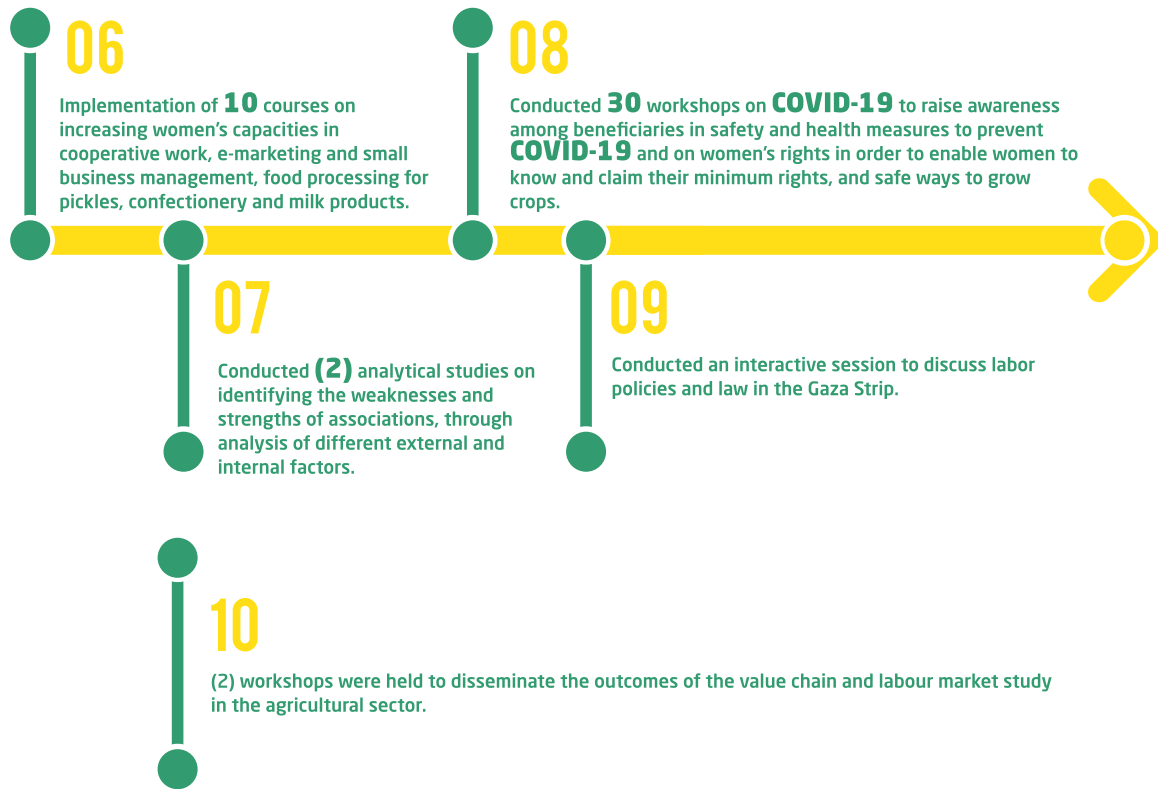 06
Implementation of 10 courses on
increasing women's capacities in
cooperative work, e-marketing and small
business management, food processing for
pickles, confectionery and milk products.
07
Conducted (2) analytical studies on
identifying the weaknesses and
strengths of associations, through
analysis of different external and
internal factors.
08
Conducted 30 workshops on COVID-19 to raise awareness
among beneficiaries in safety and health measures to prevent
COVID-19 and on women's rights in order to enable women to
know and claim their minimum rights, and safe ways to grow
crops.
09
Conducted an interactive session to discuss labor
policies and law in the Gaza Strip.
10
(2) workshops were held to disseminate the outcomes of the value chain and labour market study
in the agricultural sector.